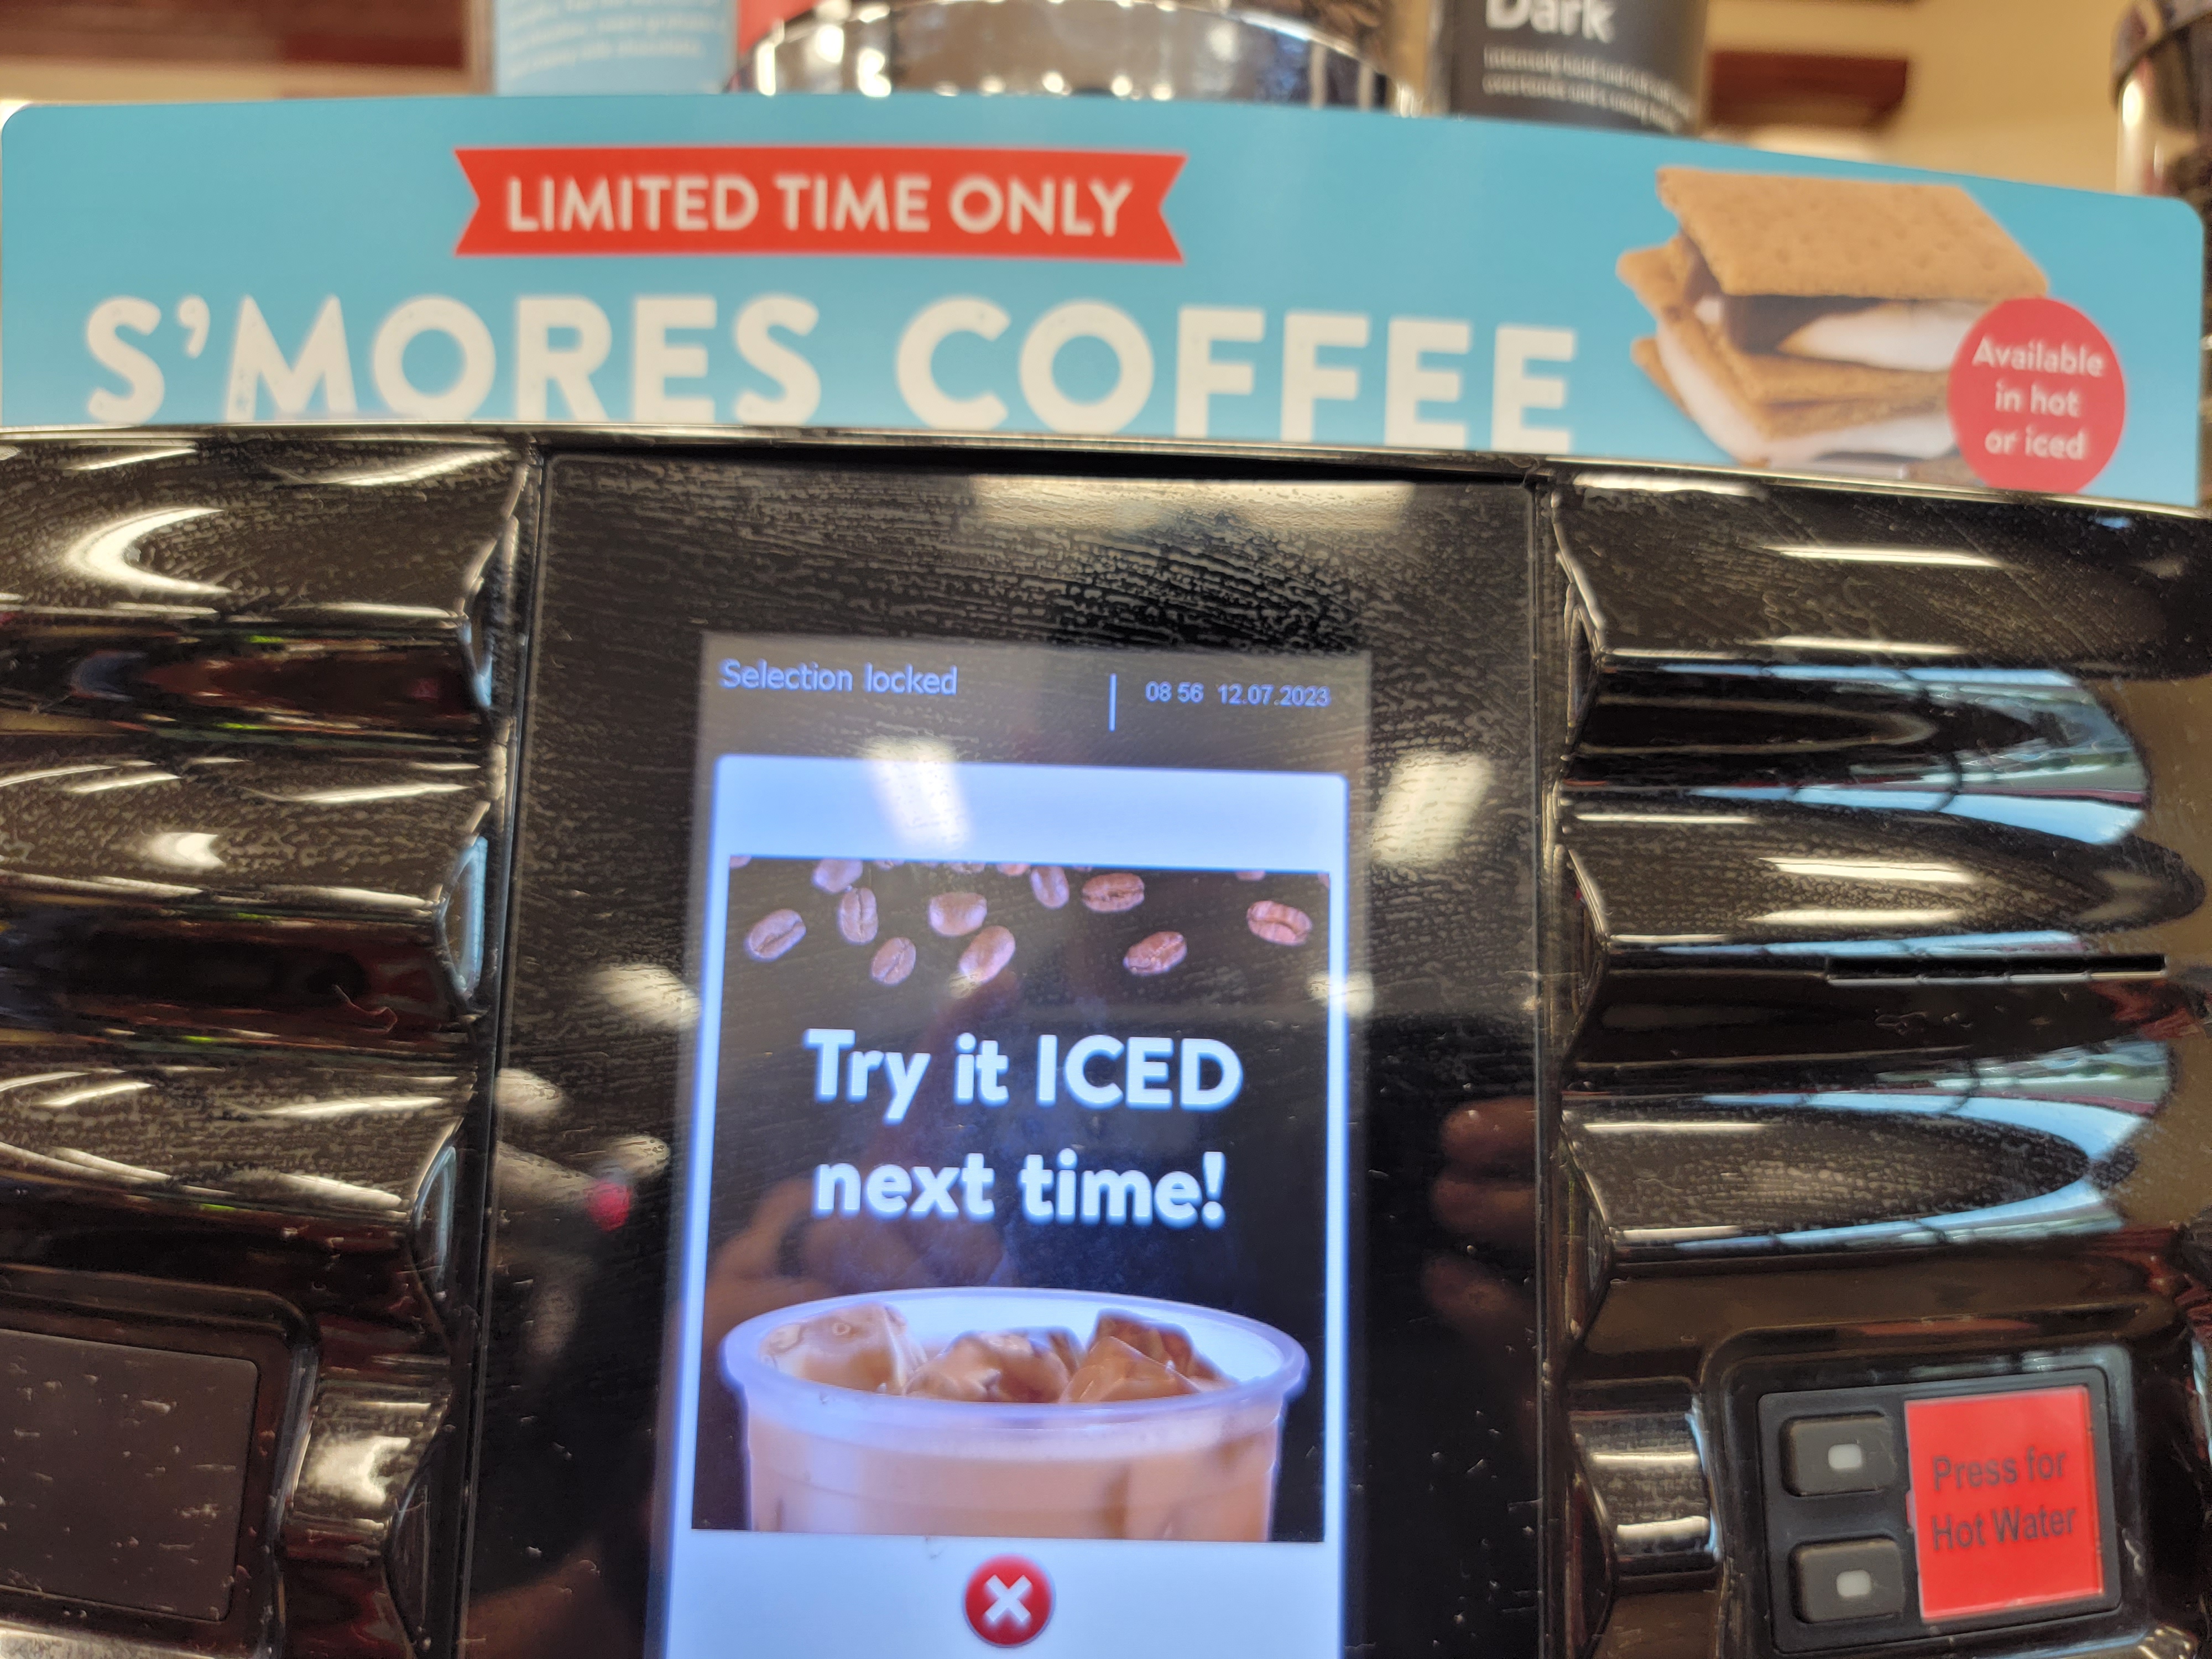 Dark
LIMITED TIME ONLY
S'MORES COFFEE
Available
in hot
or iced
Selection locked
08 56 12.07.2023
Try it ICED
next time!
Press for
Hot Water